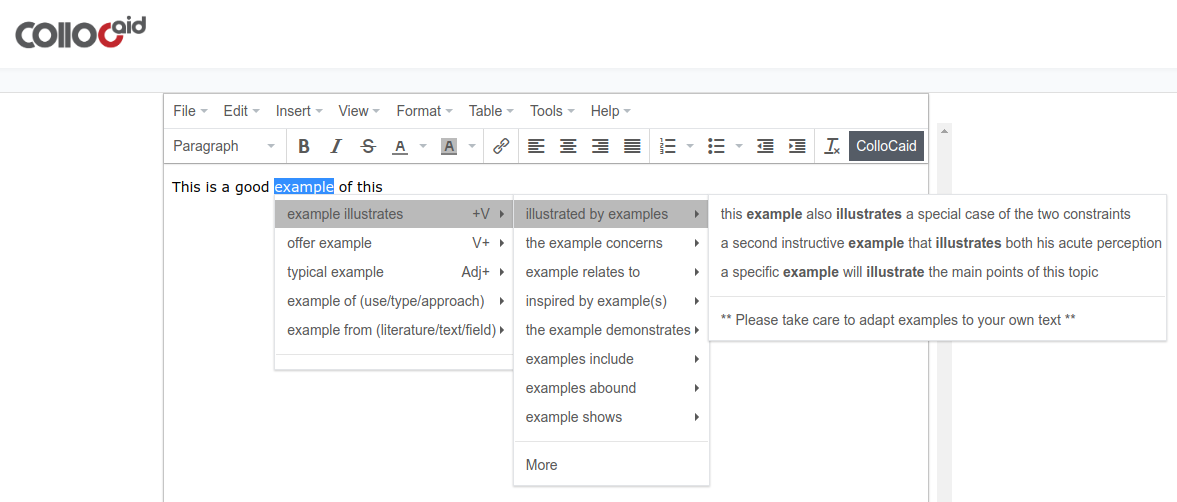 COllOCaid
File Edit Insert View Format Table Tools Help
Paragraph B I S A A Tx ColloCaid
This is a good example of this
example illustrates +V
offer example V+
typical example Adj+
example of (use/type/approach)
example from (literature/text/field)
illustrated by examples
the example concerns
example relates to
inspired by example(s)
the example demonstrates
examples include
examples abound
example shows
More
this example also illustrates a special case of the two constraints
a second instructive example that illustrates both his acute perception
a specific example will illustrate the main points of this topic
** Please take care to adapt examples to your own text **